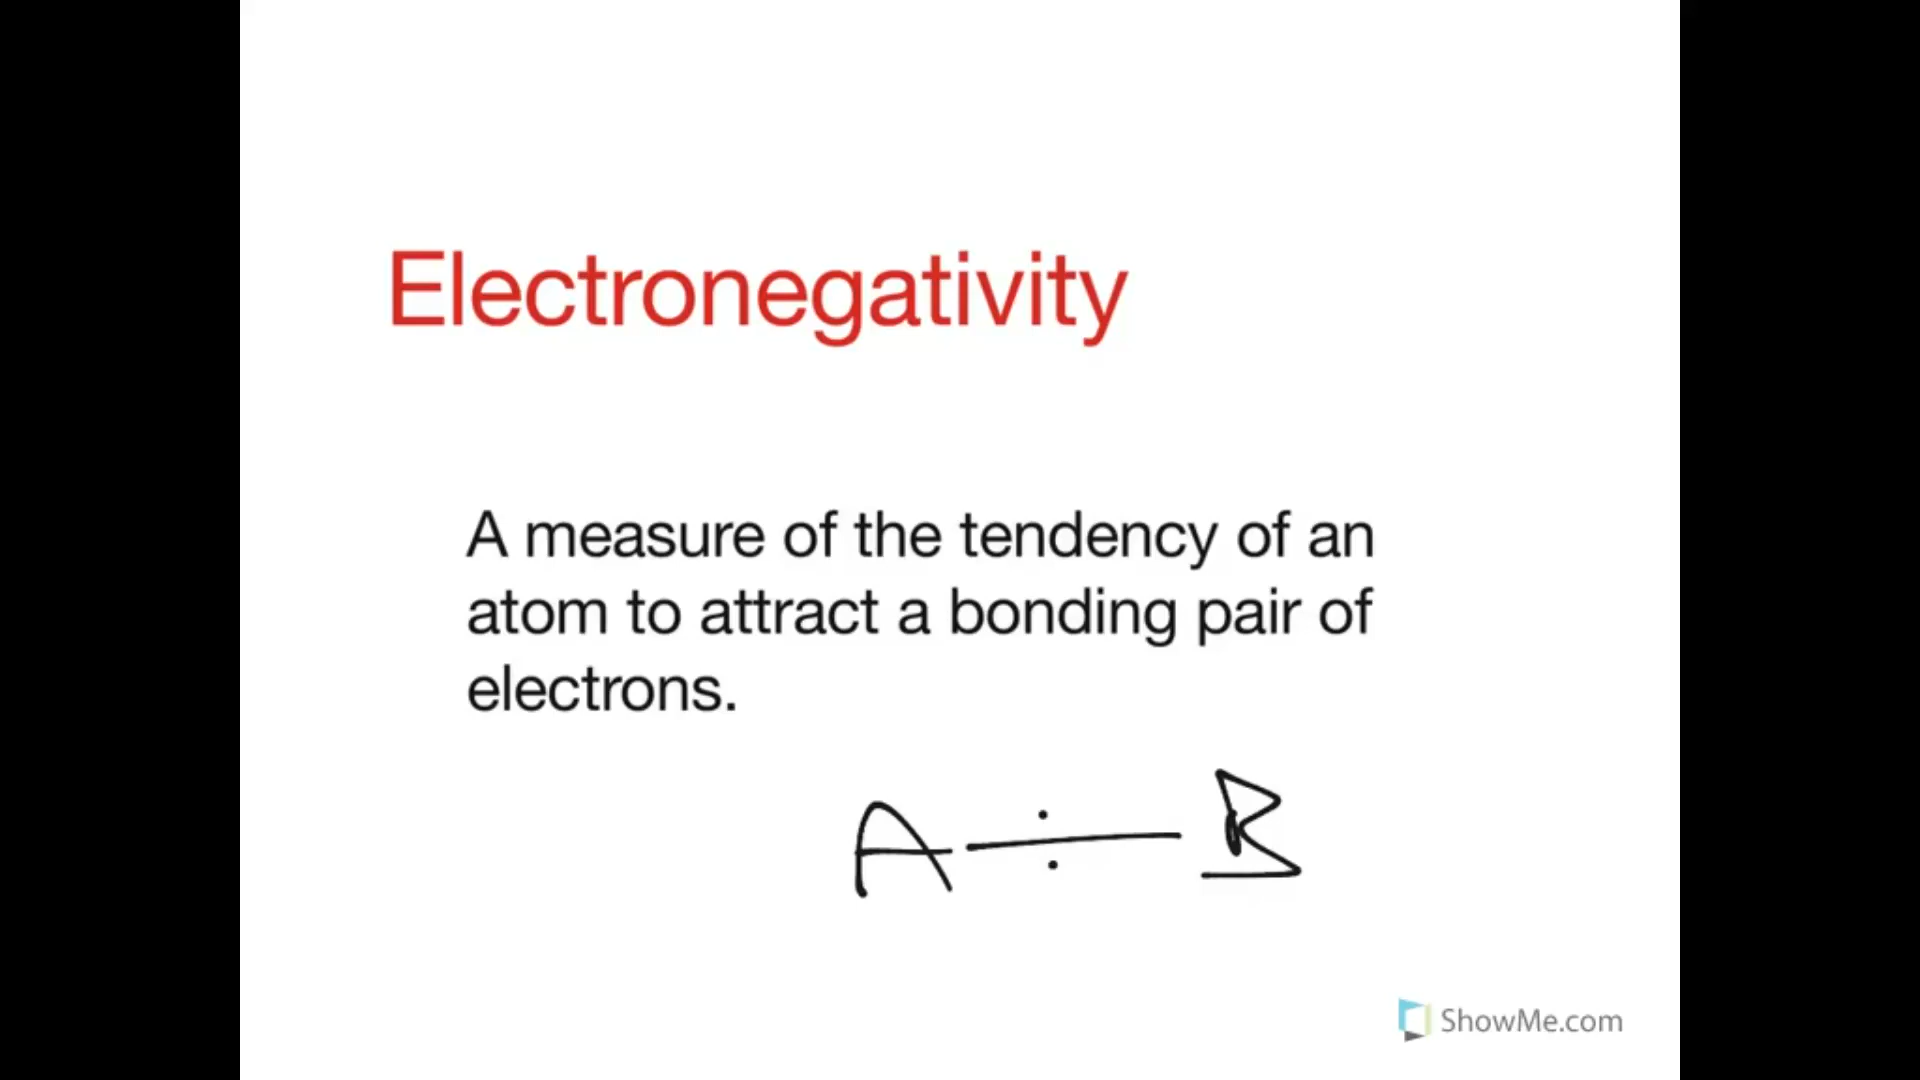 Electronegativity
A measure of the tendency of an
atom to attract a bonding pair of
electrons.
A ÷ B
ShowMe.com